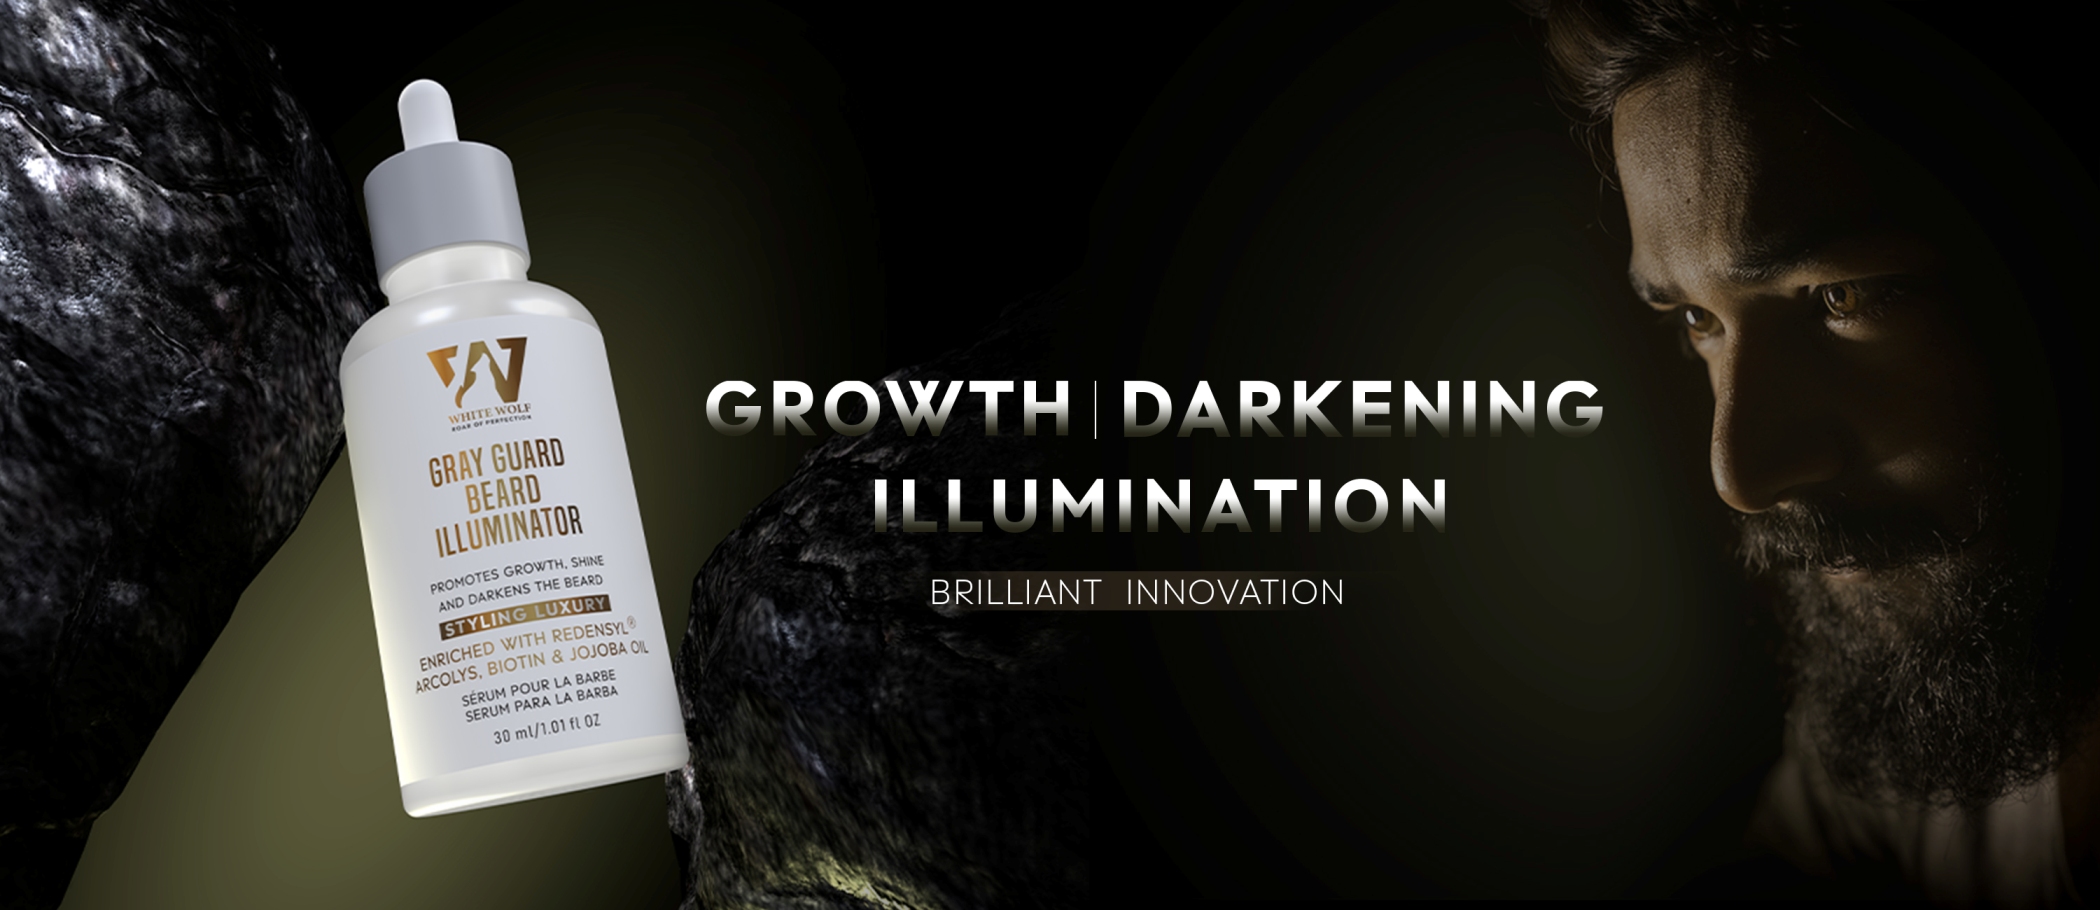 WHITE WOLF
ROAR OF PERFECTION
GRAY GUARD
BEARD
ILLUMINATOR
PROMOTES GROWTH, SHINE
AND DARKENS THE BEARD
STYLING LUXURY
ENRICHED WITH REDENSYL®
ARCOLYS, BIOTIN & JOJOBA OIL
SÉRUM POUR LA BARBE
SERUM PARA LA BARBA
30 ml/1.01 fl OZ
GROWTH | DARKENING
ILLUMINATION
BRILLIANT INNOVATION